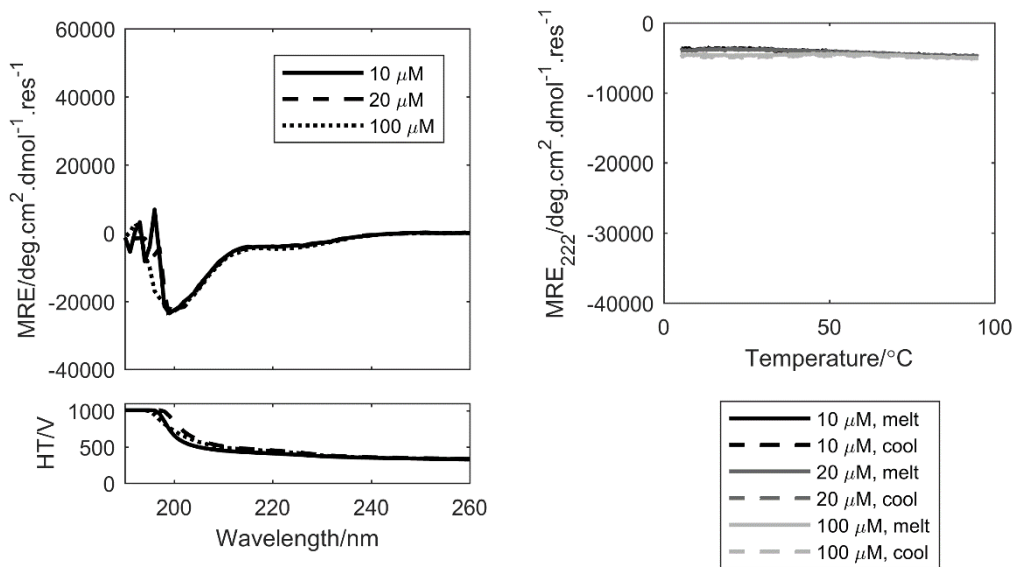 60000
40000
20000
0
-20000
-40000
MRE/deg.cm².dmol⁻¹.res⁻¹
10 μM
20 μM
100 μM
1000
500
0
HT/V
200
220
240
260
Wavelength/nm
0
-10000
-20000
-30000
-40000
MRE₂₂₂/deg.cm².dmol⁻¹.res⁻¹
0
50
100
Temperature/°C
10 μM, melt
10 μM, cool
20 μM, melt
20 μM, cool
100 μM, melt
100 μM, cool